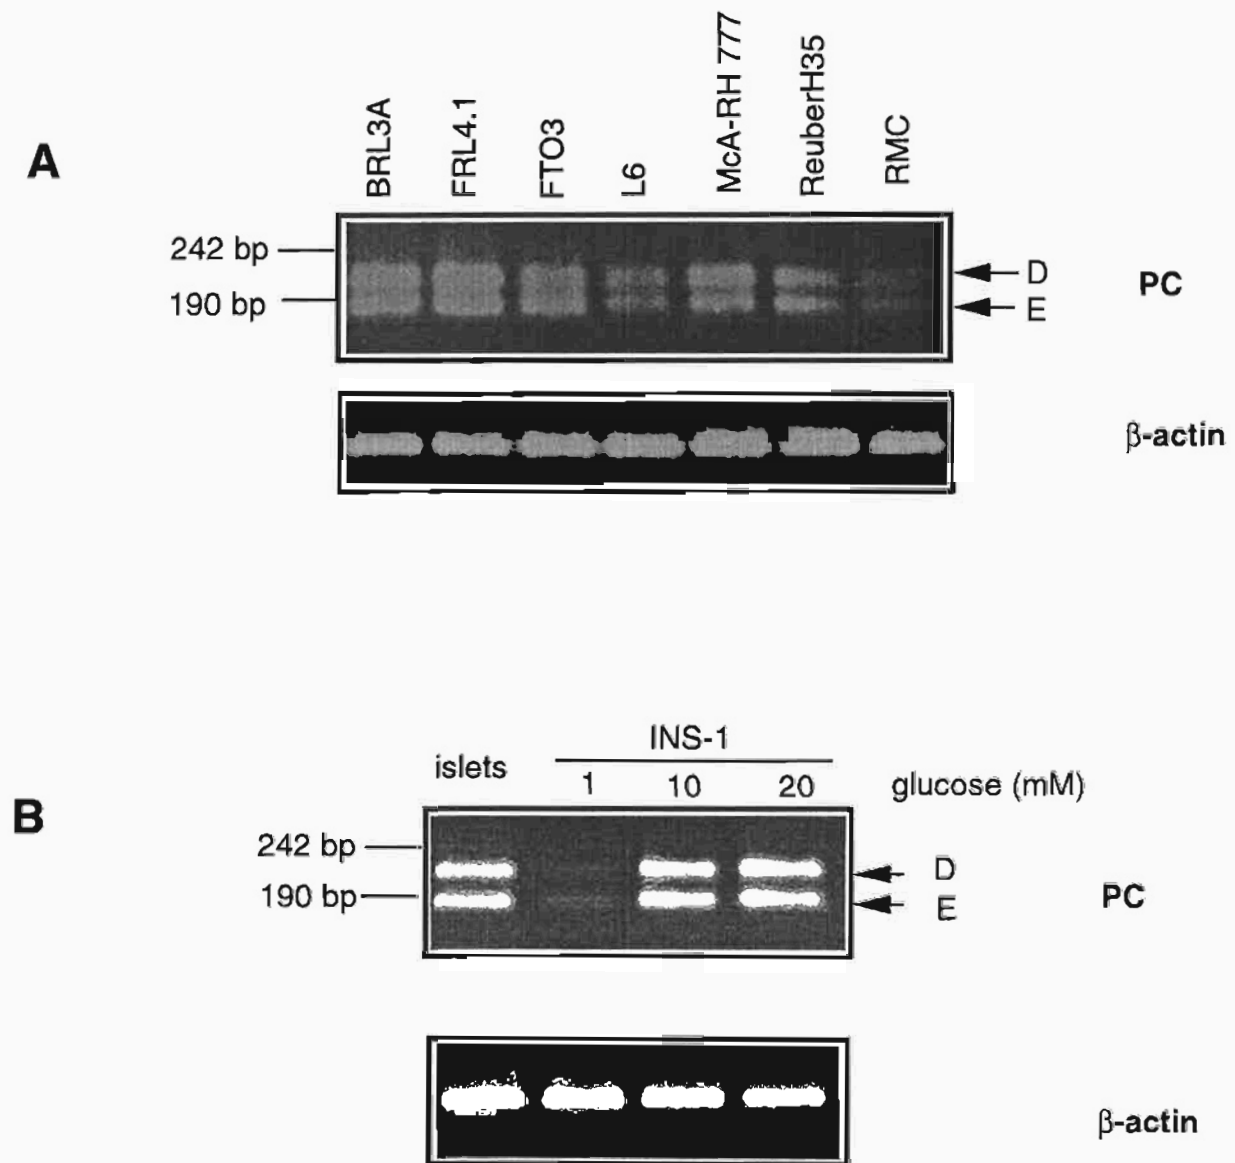 A
BRL3A
FRL4.1
FTO3
L6
McA-RH 777
ReuberH35
RMC
242 bp
190 bp
D
E
PC
β-actin
B
islets
INS-1
1 10 20 glucose (mM)
242 bp
190 bp
D
E
PC
β-actin